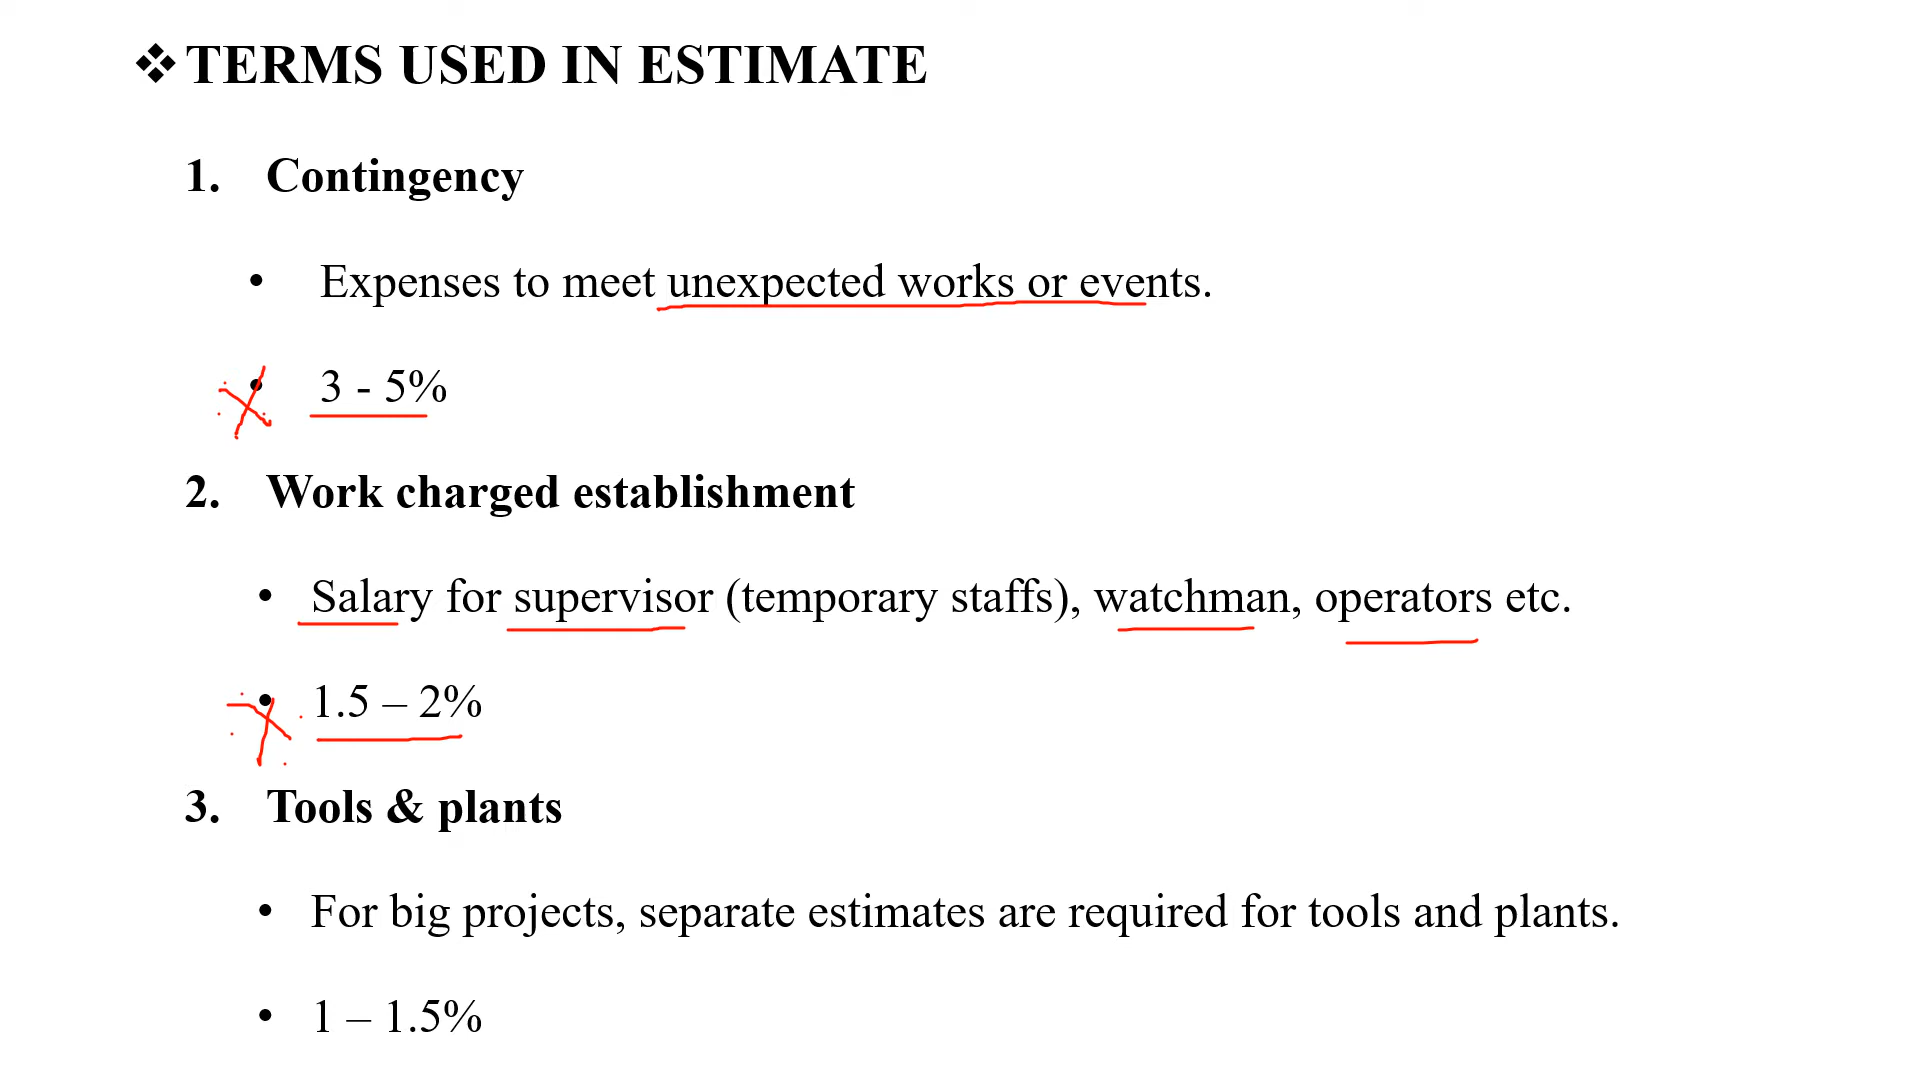 ❖ TERMS USED IN ESTIMATE
1. Contingency
• Expenses to meet unexpected works or events.
• 3 - 5%
2. Work charged establishment
• Salary for supervisor (temporary staffs), watchman, operators etc.
• 1.5 – 2%
3. Tools & plants
• For big projects, separate estimates are required for tools and plants.
• 1 – 1.5%